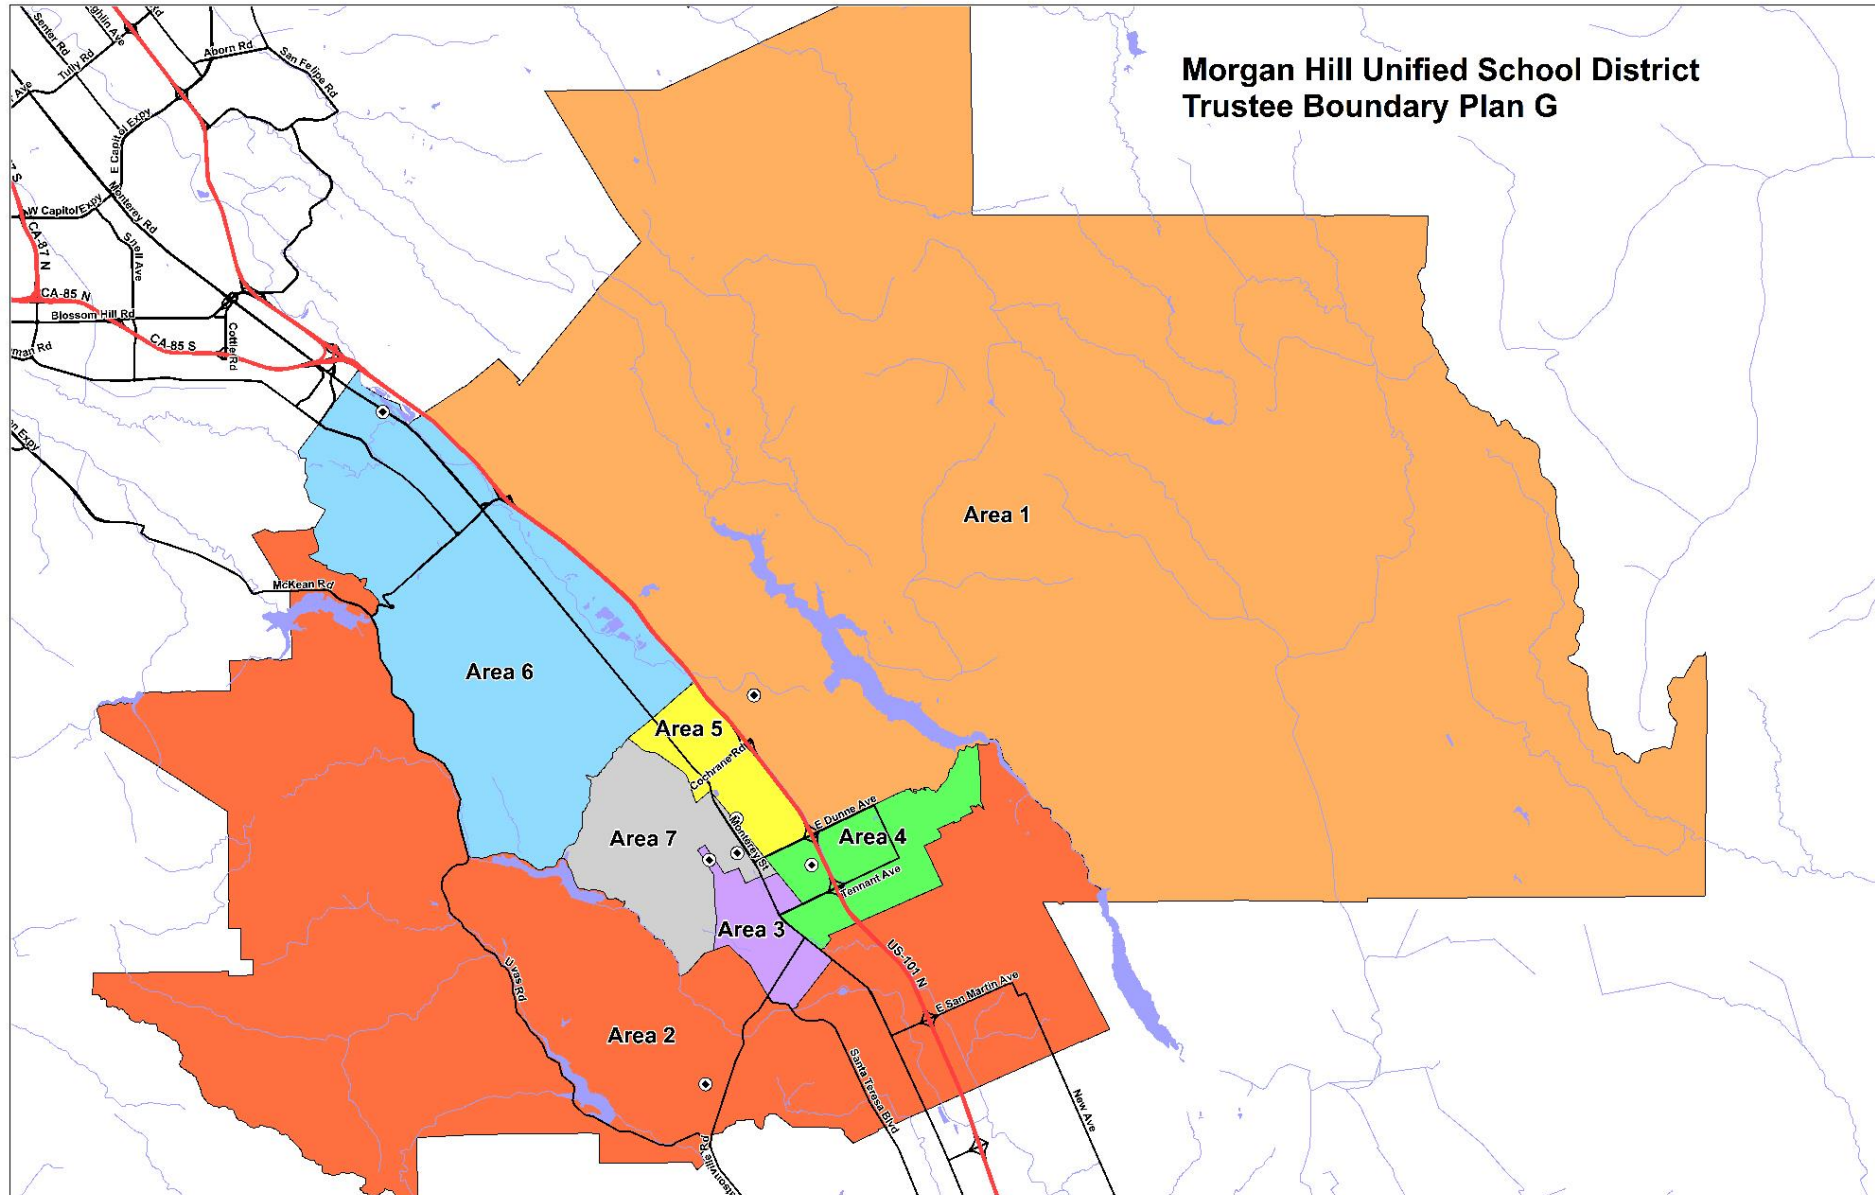 Morgan Hill Unified School District
Trustee Boundary Plan G
Senter Rd
Tully Rd
Aborn Rd
San Felipe Rd
E Capitol Expy
Monterey Rd
W Capitol Expy
CA-87 N
Snell Ave
CA-85 N
Blossom Hill Rd
CA-85 S
Cottle Rd
McKean Rd
Area 1
Area 6
Area 5
Cochrane Rd
E Dunne Ave
Area 4
Area 7
Monterey St
Tennant Ave
Area 3
US-101 N
Uvas Rd
E San Martin Ave
Area 2
Santa Teresa Blvd
New Ave